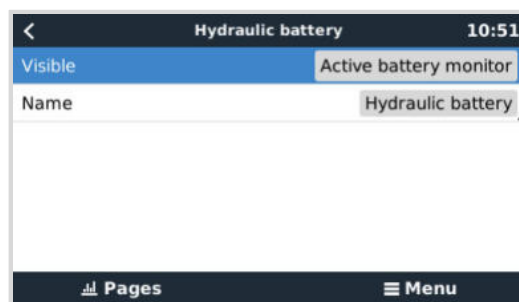 Hydraulic battery 10:51
Visible Active battery monitor
Name Hydraulic battery
Pages Menu